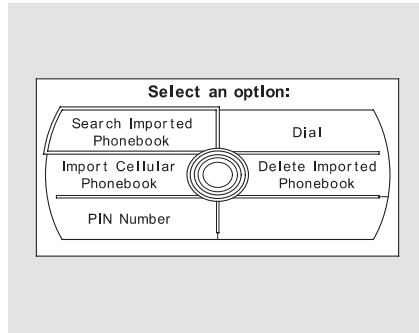 Select an option:
Search Imported
Phonebook
Dial
Import Cellular
Phonebook
Delete Imported
Phonebook
PIN Number